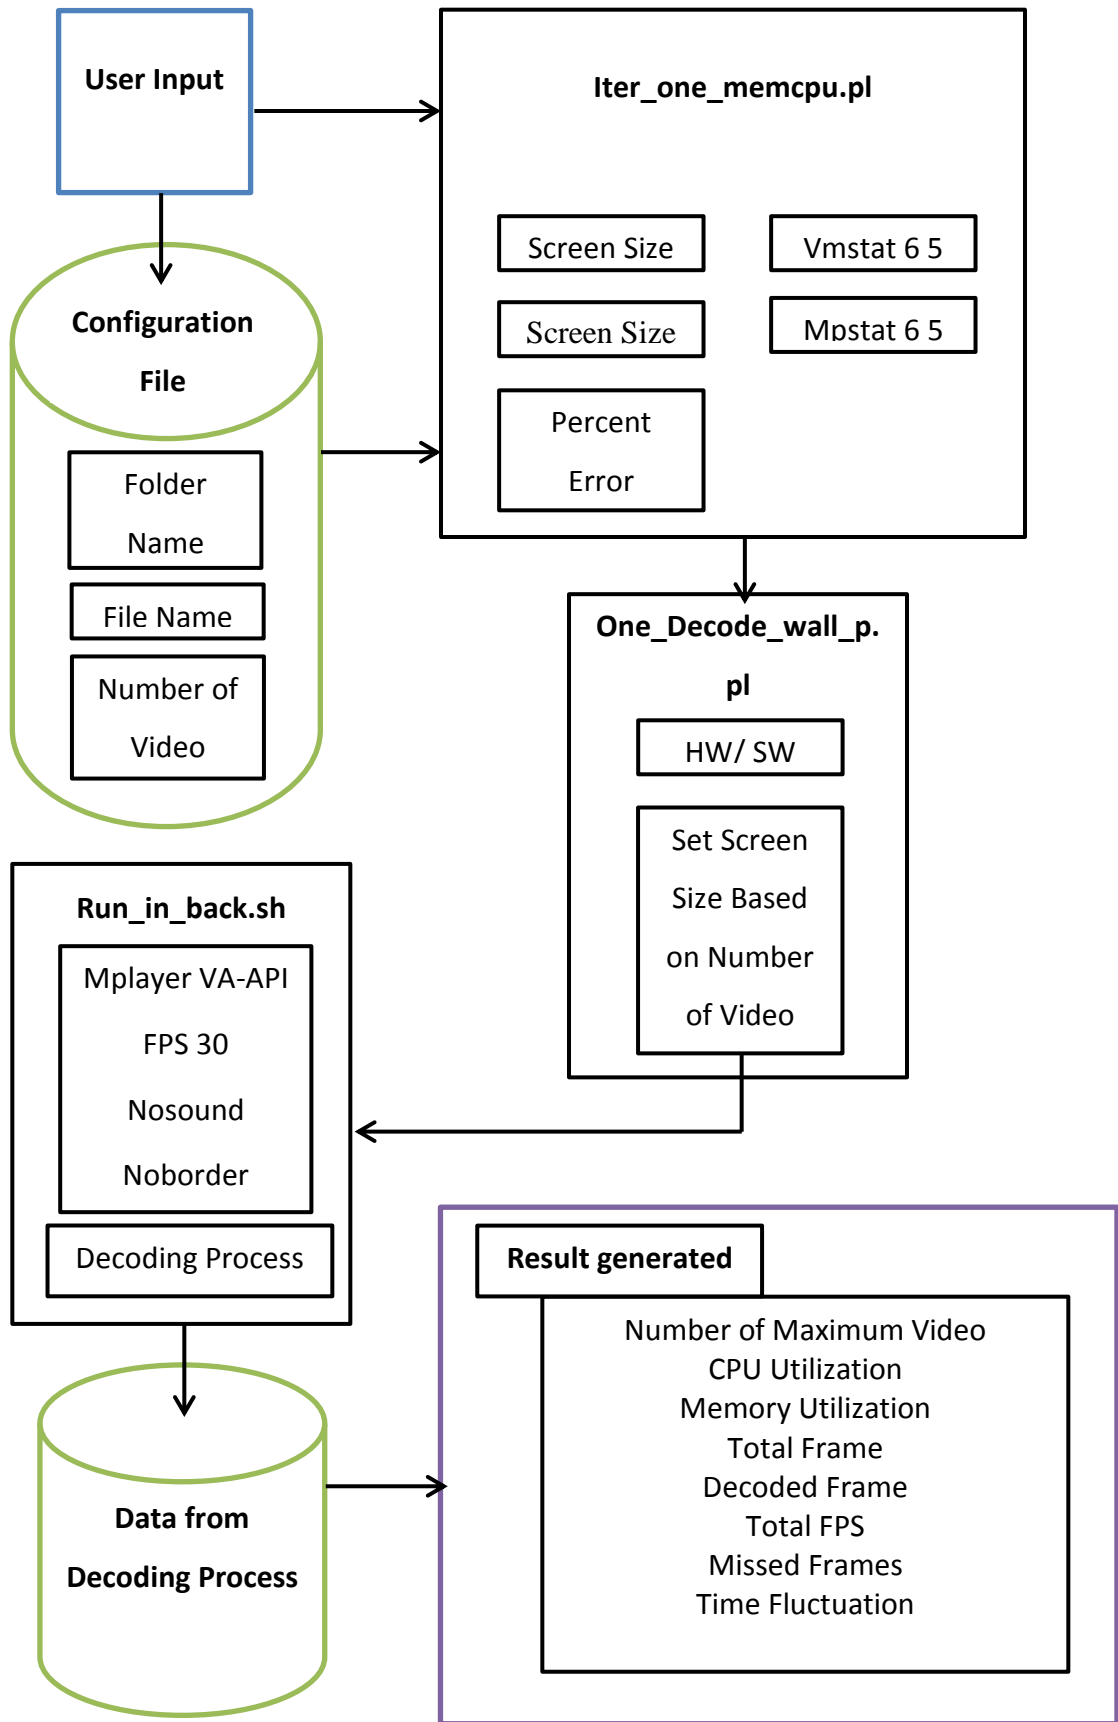 User Input
Iter_one_memcpu.pl
Screen Size
Vmstat 6 5
Screen Size
Mpstat 6 5
Percent
Error
Configuration
File
Folder
Name
File Name
Number of
Video
One_Decode_wall_p.
pl
HW/ SW
Set Screen
Size Based
on Number
of Video
Run_in_back.sh
Mplayer VA-API
FPS 30
Nosound
Noborder
Decoding Process
Data from
Decoding Process
Result generated
Number of Maximum Video
CPU Utilization
Memory Utilization
Total Frame
Decoded Frame
Total FPS
Missed Frames
Time Fluctuation